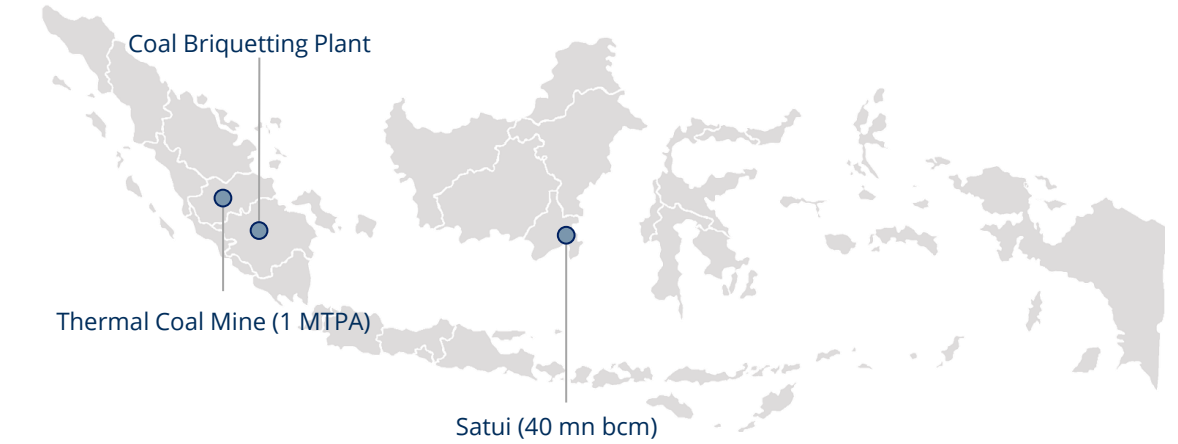 Coal Briquetting Plant
Thermal Coal Mine (1 MTPA)
Satui (40 mn bcm)